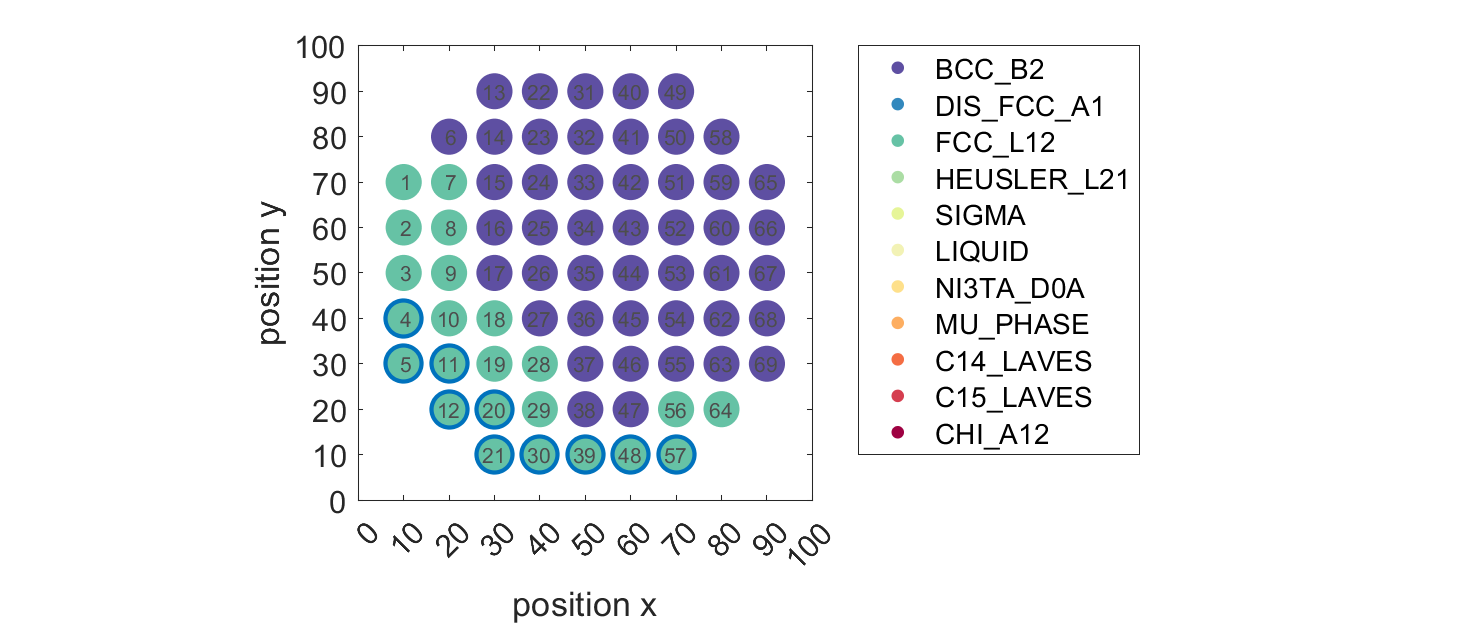 100
90
80
70
60
50
40
30
20
10
0
position y
13 22 31 40 49
6 14 23 32 41 50 58
1 7 15 24 33 42 51 59 65
2 8 16 25 34 43 52 60 66
3 9 17 26 35 44 53 61 67
4 10 18 27 36 45 54 62 68
5 11 19 28 37 46 55 63 69
12 20 29 38 47 56 64
21 30 39 48 57
0 10 20 30 40 50 60 70 80 90 100
position x
BCC_B2
DIS_FCC_A1
FCC_L12
HEUSLER_L21
SIGMA
LIQUID
NI3TA_D0A
MU_PHASE
C14_LAVES
C15_LAVES
CHI_A12